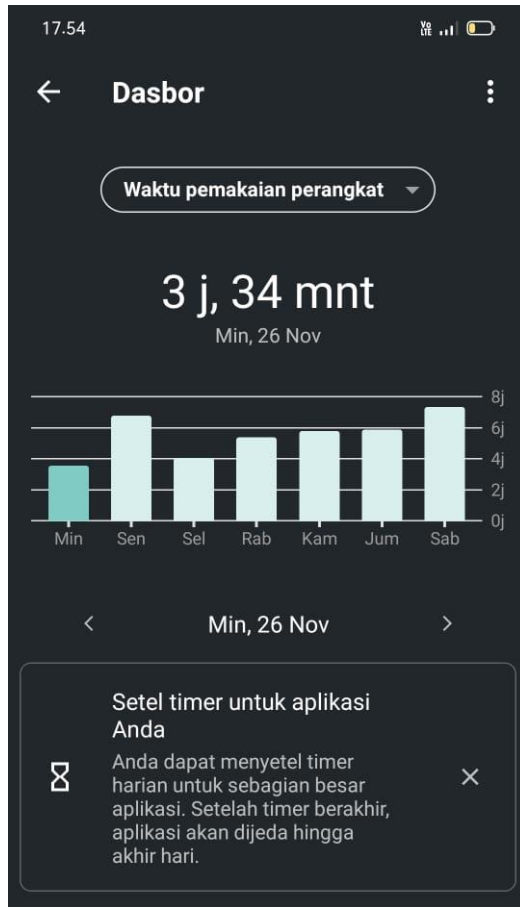 17.54
Vo LTE
Dasbor
Waktu pemakaian perangkat
3 j, 34 mnt
Min, 26 Nov
8j
6j
4j
2j
0j
Min Sen Sel Rab Kam Jum Sab
Min, 26 Nov
Setel timer untuk aplikasi
Anda
Anda dapat menyetel timer
harian untuk sebagian besar
aplikasi. Setelah timer berakhir,
aplikasi akan dijeda hingga
akhir hari.